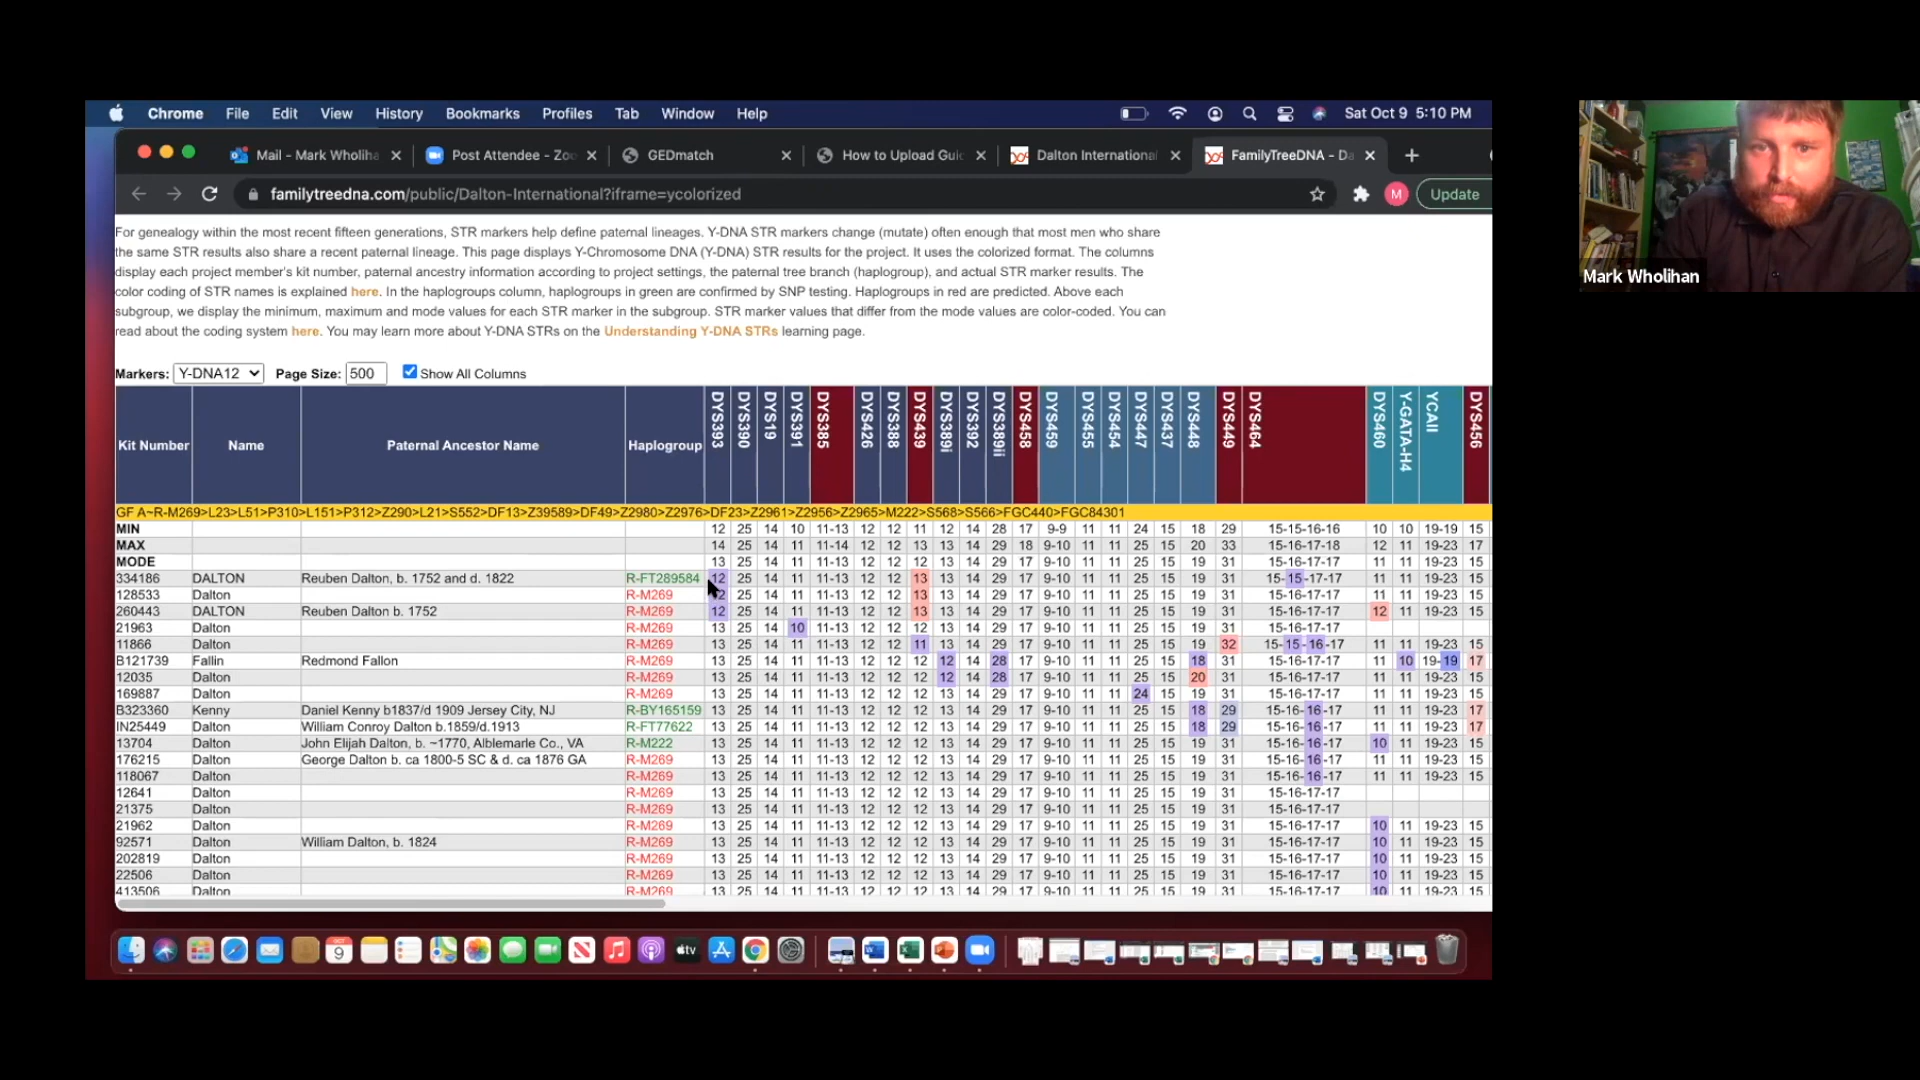 Chrome File Edit View History Bookmarks Profiles Tab Window Help Sat Oct 9 5:10 PM
Mail - Mark Wholiha Post Attendee - Zoo GEDmatch How to Upload Guid Dalton International FamilyTreeDNA - Da
familytreedna.com/public/Dalton-International?iframe=ycolorized M Update
For genealogy within the most recent fifteen generations, STR markers help define paternal lineages. Y-DNA STR markers change (mutate) often enough that most men who share
the same STR results also share a recent paternal lineage. This page displays Y-Chromosome DNA (Y-DNA) STR results for the project. It uses the colorized format. The columns
display each project member's kit number, paternal ancestry information according to project settings, the paternal tree branch (haplogroup), and actual STR marker results. The
color coding of STR names is explained here. In the haplogroups column, haplogroups in green are confirmed by SNP testing. Haplogroups in red are predicted. Above each
subgroup, we display the minimum, maximum and mode values for each STR marker in the subgroup. STR marker values that differ from the mode values are color-coded. You can
read about the coding system here. You may learn more about Y-DNA STRs on the Understanding Y-DNA STRs learning page.
Markers: Y-DNA12 Page Size: 500 Show All Columns
Kit Number Name Paternal Ancestor Name Haplogroup DYS393 DYS390 DYS19 DYS391 DYS385 DYS426 DYS388 DYS439 DYS389i DYS392 DYS389ii DYS458 DYS459 DYS455 DYS454 DYS447 DYS437 DYS448 DYS449 DYS464 DYS460 Y-GATA-H4 YCAII DYS456
GF A~R-M269>L23>L51>P310>L151>P312>Z290>L21>S552>DF13>Z39589>DF49>Z2980>Z2976>DF23>Z2961>Z2956>Z2965>M222>S568>S566>FGC440>FGC84301
MIN 12 25 14 10 11-13 12 12 11 12 14 28 17 9-9 11 11 24 15 18 29 15-15-16-16 10 10 19-19 15
MAX 14 25 14 11 11-14 12 12 13 13 14 29 18 9-10 11 11 25 15 20 33 15-16-17-18 12 11 19-23 17
MODE 13 25 14 11 11-13 12 12 12 13 14 29 17 9-10 11 11 25 15 19 31 15-16-17-17 11 11 19-23 15
334186 DALTON Reuben Dalton, b. 1752 and d. 1822 R-FT289584 12 25 14 11 11-13 12 12 13 13 14 29 17 9-10 11 11 25 15 19 31 15-15-17-17 11 11 19-23 15
128533 Dalton R-M269 25 14 11 11-13 12 12 13 13 14 29 17 9-10 11 11 25 15 19 31 15-16-17-17 11 11 19-23 15
260443 DALTON Reuben Dalton b. 1752 R-M269 12 25 14 11 11-13 12 12 13 13 14 29 17 9-10 11 11 25 15 19 31 15-16-17-17 12 11 19-23 15
21963 Dalton R-M269 13 25 14 10 11-13 12 12 12 13 14 29 17 9-10 11 11 25 15 19 31 15-16-17-17
11866 Dalton R-M269 13 25 14 11 11-13 12 12 11 13 14 29 17 9-10 11 11 25 15 19 32 15-15-16-17 11 11 19-23 15
B121739 Fallin Redmond Fallon R-M269 13 25 14 11 11-13 12 12 12 12 14 28 17 9-10 11 11 25 15 18 31 15-16-17-17 11 10 19-19 17
12035 Dalton R-M269 13 25 14 11 11-13 12 12 12 12 14 28 17 9-10 11 11 25 15 20 31 15-16-17-17 11 11 19-23 15
169887 Dalton R-M269 13 25 14 11 11-13 12 12 12 13 14 29 17 9-10 11 11 24 15 19 31 15-16-17-17 11 11 19-23 15
B323360 Kenny Daniel Kenny b1837/d 1909 Jersey City, NJ R-BY165159 13 25 14 11 11-13 12 12 12 13 14 29 17 9-10 11 11 25 15 18 29 15-16-16-17 11 11 19-23 17
IN25449 Dalton William Conroy Dalton b.1859/d.1913 R-FT77622 13 25 14 11 11-13 12 12 12 13 14 29 17 9-10 11 11 25 15 18 29 15-16-16-17 11 11 19-23 17
13704 Dalton John Elijah Dalton, b. ~1770, Alblemarle Co., VA R-M222 13 25 14 11 11-13 12 12 12 13 14 29 17 9-10 11 11 25 15 19 31 15-16-16-17 10 11 19-23 15
176215 Dalton George Dalton b. ca 1800-5 SC & d. ca 1876 GA R-M269 13 25 14 11 11-13 12 12 12 13 14 29 17 9-10 11 11 25 15 19 31 15-16-16-17 11 11 19-23 15
118067 Dalton R-M269 13 25 14 11 11-13 12 12 12 13 14 29 17 9-10 11 11 25 15 19 31 15-16-16-17 11 11 19-23 15
12641 Dalton R-M269 13 25 14 11 11-13 12 12 12 13 14 29 17 9-10 11 11 25 15 19 31 15-16-17-17
21375 Dalton R-M269 13 25 14 11 11-13 12 12 12 13 14 29 17 9-10 11 11 25 15 19 31 15-16-17-17
21962 Dalton R-M269 13 25 14 11 11-13 12 12 12 13 14 29 17 9-10 11 11 25 15 19 31 15-16-17-17 10 11 19-23 15
92571 Dalton William Dalton, b. 1824 R-M269 13 25 14 11 11-13 12 12 12 13 14 29 17 9-10 11 11 25 15 19 31 15-16-17-17 10 11 19-23 15
202819 Dalton R-M269 13 25 14 11 11-13 12 12 12 13 14 29 17 9-10 11 11 25 15 19 31 15-16-17-17 10 11 19-23 15
22506 Dalton R-M269 13 25 14 11 11-13 12 12 12 13 14 29 17 9-10 11 11 25 15 19 31 15-16-17-17 10 11 19-23 15
413506 Dalton R-M269 13 25 14 11 11-13 12 12 12 13 14 29 17 9-10 11 11 25 15 19 31 15-16-17-17 10 11 19-23 15
OCT 9 tv
Mark Wholihan